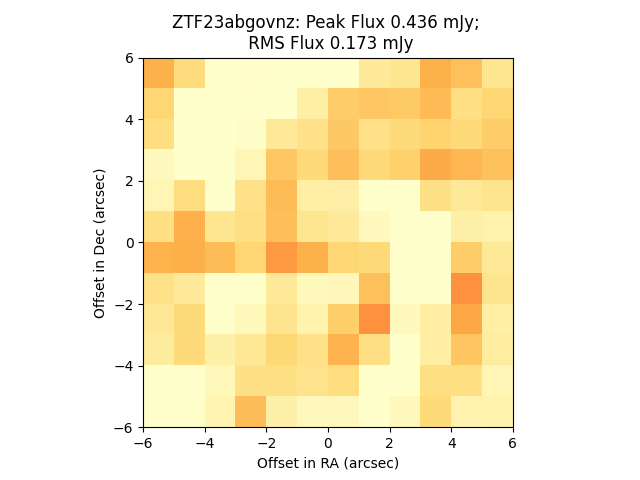 ZTF23abgovnz: Peak Flux 0.436 mJy;
RMS Flux 0.173 mJy
6
4
2
0
−2
−4
−6
Offset in Dec (arcsec)
−6 −4 −2 0 2 4 6
Offset in RA (arcsec)